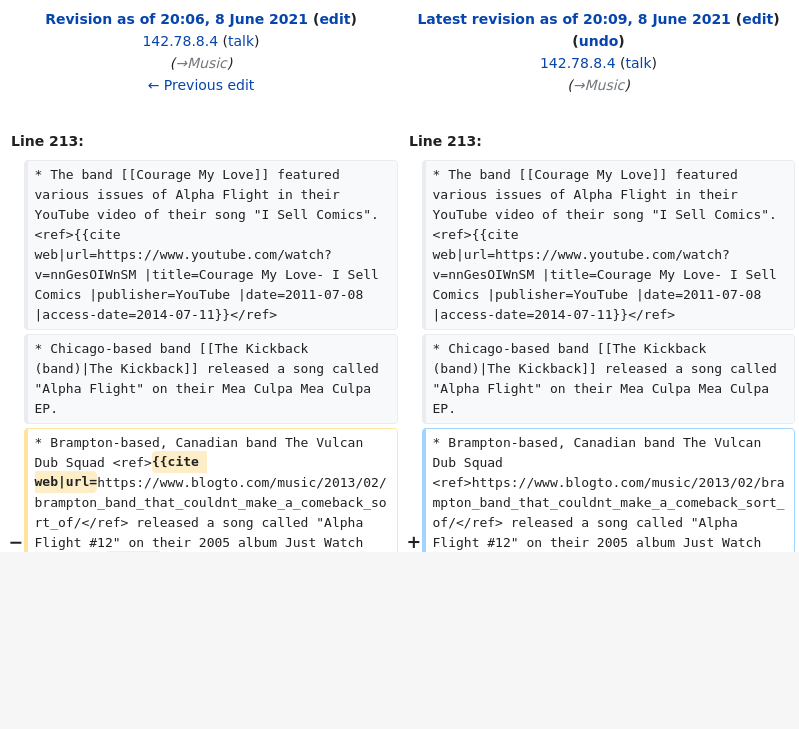 Revision as of 20:06, 8 June 2021 (edit)
142.78.8.4 (talk)
(→Music)
← Previous edit
Latest revision as of 20:09, 8 June 2021 (edit)
(undo)
142.78.8.4 (talk)
(→Music)
Line 213:
Line 213:
* The band [[Courage My Love]] featured
various issues of Alpha Flight in their
YouTube video of their song "I Sell Comics".
<ref>{{cite
web|url=https://www.youtube.com/watch?
v=nnGesOIWnSM |title=Courage My Love- I Sell
Comics |publisher=YouTube |date=2011-07-08
|access-date=2014-07-11}}</ref>
* The band [[Courage My Love]] featured
various issues of Alpha Flight in their
YouTube video of their song "I Sell Comics".
<ref>{{cite
web|url=https://www.youtube.com/watch?
v=nnGesOIWnSM |title=Courage My Love- I Sell
Comics |publisher=YouTube |date=2011-07-08
|access-date=2014-07-11}}</ref>
* Chicago-based band [[The Kickback
(band)|The Kickback]] released a song called
"Alpha Flight" on their Mea Culpa Mea Culpa
EP.
* Chicago-based band [[The Kickback
(band)|The Kickback]] released a song called
"Alpha Flight" on their Mea Culpa Mea Culpa
EP.
* Brampton-based, Canadian band The Vulcan
Dub Squad <ref>{{cite
web|url=https://www.blogto.com/music/2013/02/
brampton_band_that_couldnt_make_a_comeback_so
rt_of/</ref> released a song called "Alpha
− Flight #12" on their 2005 album Just Watch
* Brampton-based, Canadian band The Vulcan
Dub Squad
<ref>https://www.blogto.com/music/2013/02/bra
mpton_band_that_couldnt_make_a_comeback_sort_
of/</ref> released a song called "Alpha
+ Flight #12" on their 2005 album Just Watch